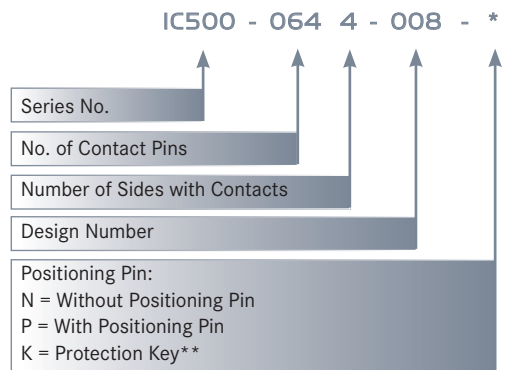 IC500 - 064 4 - 008 - *
Series No.
No. of Contact Pins
Number of Sides with Contacts
Design Number
Positioning Pin:
N = Without Positioning Pin
P = With Positioning Pin
K = Protection Key**